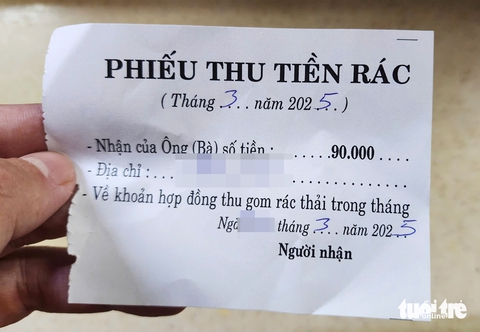 PHIẾU THU TIỀN RÁC
(Tháng 3.. năm 2025.)
- Nhận của Ông (Bà) số tiền : .....90.000 ....
- Địa chỉ : . . . ...............
- Về khoản hợp đồng thu gom rác thải trong tháng
tháng 3.. năm 2025
Người nhận
tuổi trẻ
online